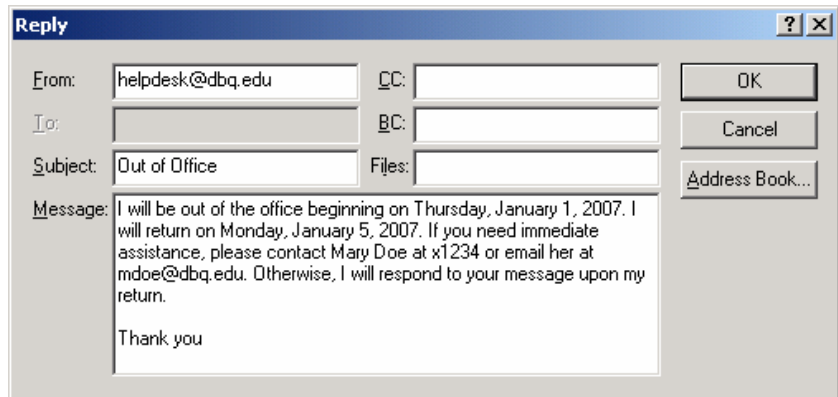 Reply
From: helpdesk@dbq.edu CC: OK
To: BC: Cancel
Subject: Out of Office Files: Address Book...
Message: I will be out of the office beginning on Thursday, January 1, 2007. I
will return on Monday, January 5, 2007. If you need immediate
assistance, please contact Mary Doe at x1234 or email her at
mdoe@dbq.edu. Otherwise, I will respond to your message upon my
return.
Thank you